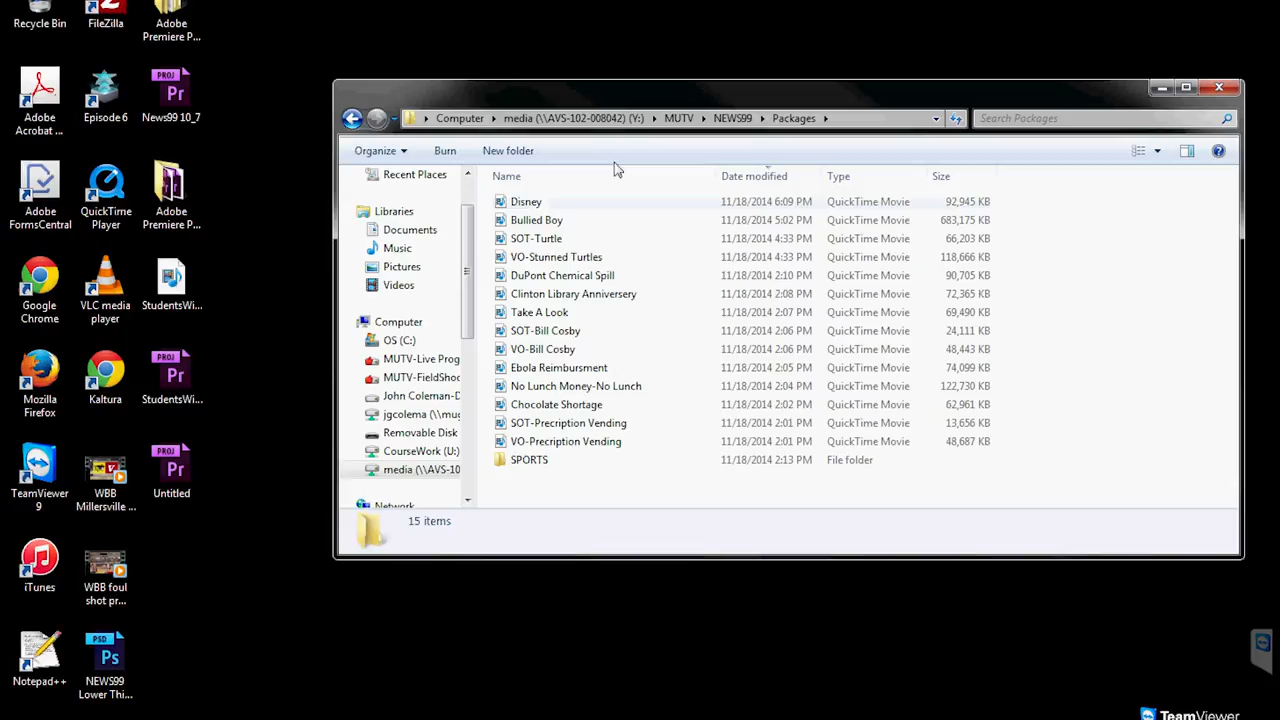 Recycle Bin
FileZilla
Adobe
Premiere P...
Adobe
Acrobat ...
Episode 6
PROJ
Pr
News99 10_7
Adobe
FormsCentral
QuickTime
Player
Adobe
Premiere P...
Google
Chrome
VLC media
player
StudentsWi...
Mozilla
Firefox
Kaltura
PROJ
Pr
StudentsWi...
TeamViewer
9
WBB
Millersville ...
PROJ
Pr
Untitled
iTunes
WBB foul
shot pr...
Notepad++
PSD
Ps
NEWS99
Lower Thi...
Computer
media (\\AVS-102-008042) (Y:)
MUTV
NEWS99
Packages
Search Packages
Organize
Burn
New folder
Recent Places
Libraries
Documents
Music
Pictures
Videos
Computer
OS (C:)
MUTV-Live Prog
MUTV-FieldShoo
John Coleman-D
jgcolema (\\mug
Removable Disk
CourseWork (U:)
media (\\AVS-10
Network
Name Date modified Type Size
Disney 11/18/2014 6:09 PM QuickTime Movie 92,945 KB
Bullied Boy 11/18/2014 5:02 PM QuickTime Movie 683,175 KB
SOT-Turtle 11/18/2014 4:33 PM QuickTime Movie 66,203 KB
VO-Stunned Turtles 11/18/2014 4:33 PM QuickTime Movie 118,666 KB
DuPont Chemical Spill 11/18/2014 2:10 PM QuickTime Movie 90,705 KB
Clinton Library Anniversery 11/18/2014 2:08 PM QuickTime Movie 72,365 KB
Take A Look 11/18/2014 2:07 PM QuickTime Movie 69,490 KB
SOT-Bill Cosby 11/18/2014 2:06 PM QuickTime Movie 24,111 KB
VO-Bill Cosby 11/18/2014 2:06 PM QuickTime Movie 48,443 KB
Ebola Reimbursment 11/18/2014 2:05 PM QuickTime Movie 74,099 KB
No Lunch Money-No Lunch 11/18/2014 2:04 PM QuickTime Movie 122,730 KB
Chocolate Shortage 11/18/2014 2:02 PM QuickTime Movie 62,961 KB
SOT-Precription Vending 11/18/2014 2:01 PM QuickTime Movie 13,656 KB
VO-Precription Vending 11/18/2014 2:01 PM QuickTime Movie 48,687 KB
SPORTS 11/18/2014 2:13 PM File folder
15 items
TeamViewer